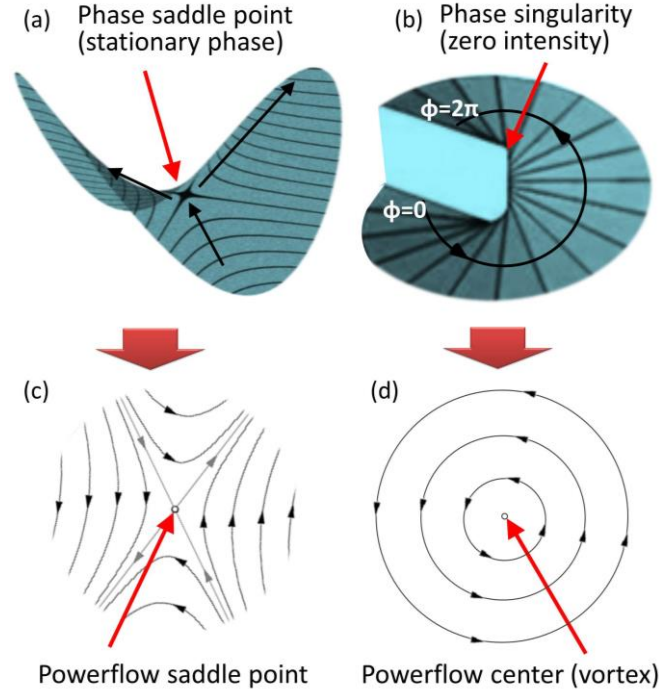 (a)
Phase saddle point
(stationary phase)
(b)
Phase singularity
(zero intensity)
ϕ=2π
ϕ=0
(c)
(d)
Powerflow saddle point
Powerflow center (vortex)